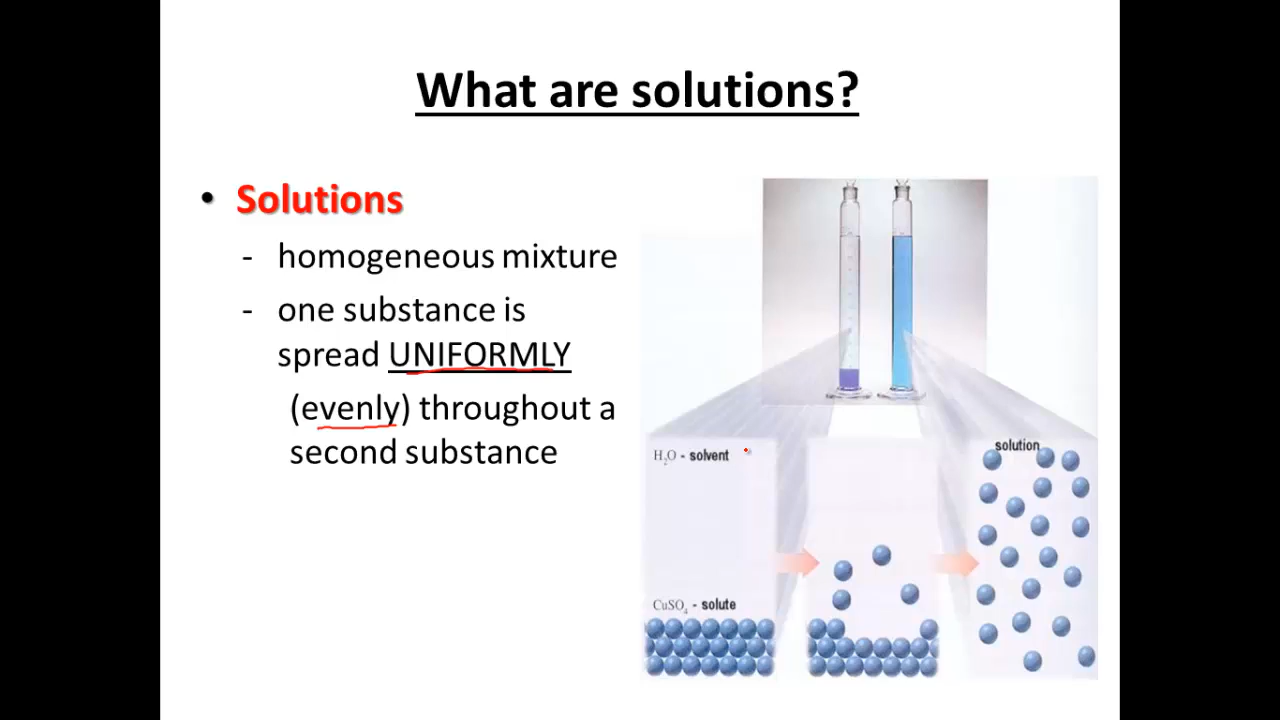 What are solutions?
• Solutions
- homogeneous mixture
- one substance is
spread UNIFORMLY
(evenly) throughout a
second substance
H₂O - solvent
CuSO₄ - solute
solution